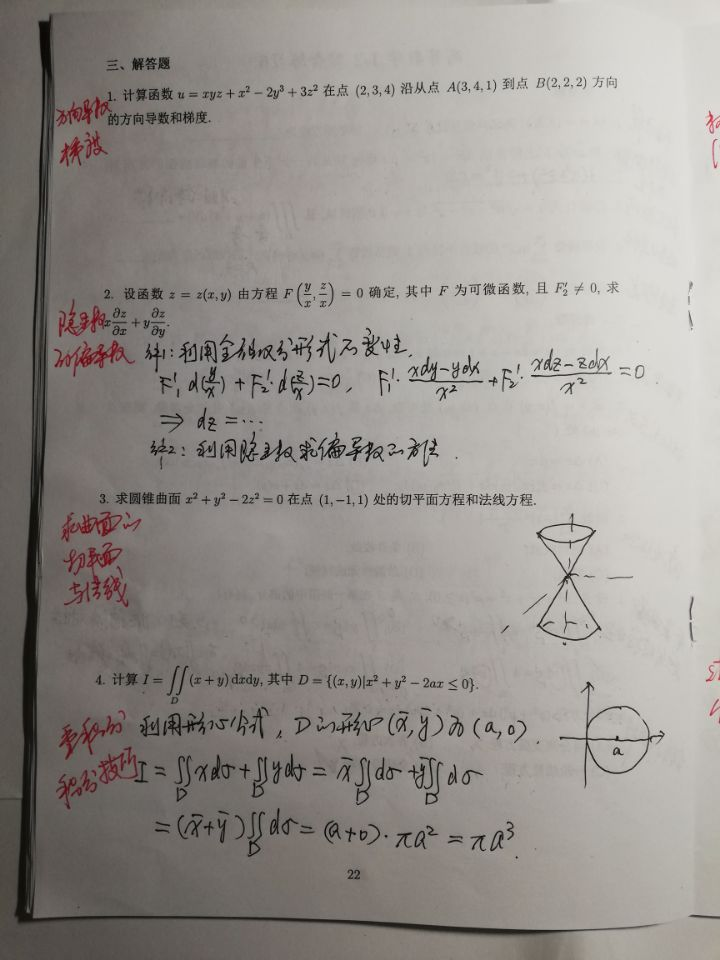 三、解答题
1. 计算函数 u = xyz + x² − 2y³ + 3z² 在点 (2,3,4) 沿从点 A(3,4,1) 到点 B(2,2,2) 方向
的方向导数和梯度.
方向导数
梯度
2. 设函数 z = z(x,y) 由方程 F(y/x, z/x) = 0 确定, 其中 F 为可微函数, 且 F₂′ ≠ 0, 求
x ∂z/∂x + y ∂z/∂y.
隐函数
的偏导数
法1: 利用全微分形式不变性.
F₁′ d(y/x) + F₂′· d(z/x) = 0, F₁′· (xdy−ydx)/x² + F₂′· (xdz−zdx)/x² = 0
⇒ dz = ···
法2: 利用隐函数求偏导数的方法.
3. 求圆锥曲面 x² + y² − 2z² = 0 在点 (1,−1,1) 处的切平面方程和法线方程.
求曲面的
切平面
与法线
4. 计算 I = ∬_D (x+y) dxdy, 其中 D = {(x,y)|x² + y² − 2ax ≤ 0}.
重积分
积分技巧
利用形心公式, D的形心 (x̄, ȳ) 为 (a, 0).
a
I = ∬_D xdσ + ∬_D ydσ = x̄ ∬_D dσ + ȳ ∬_D dσ
= (x̄+ȳ) ∬_D dσ = (a+0)· πa² = πa³.
22